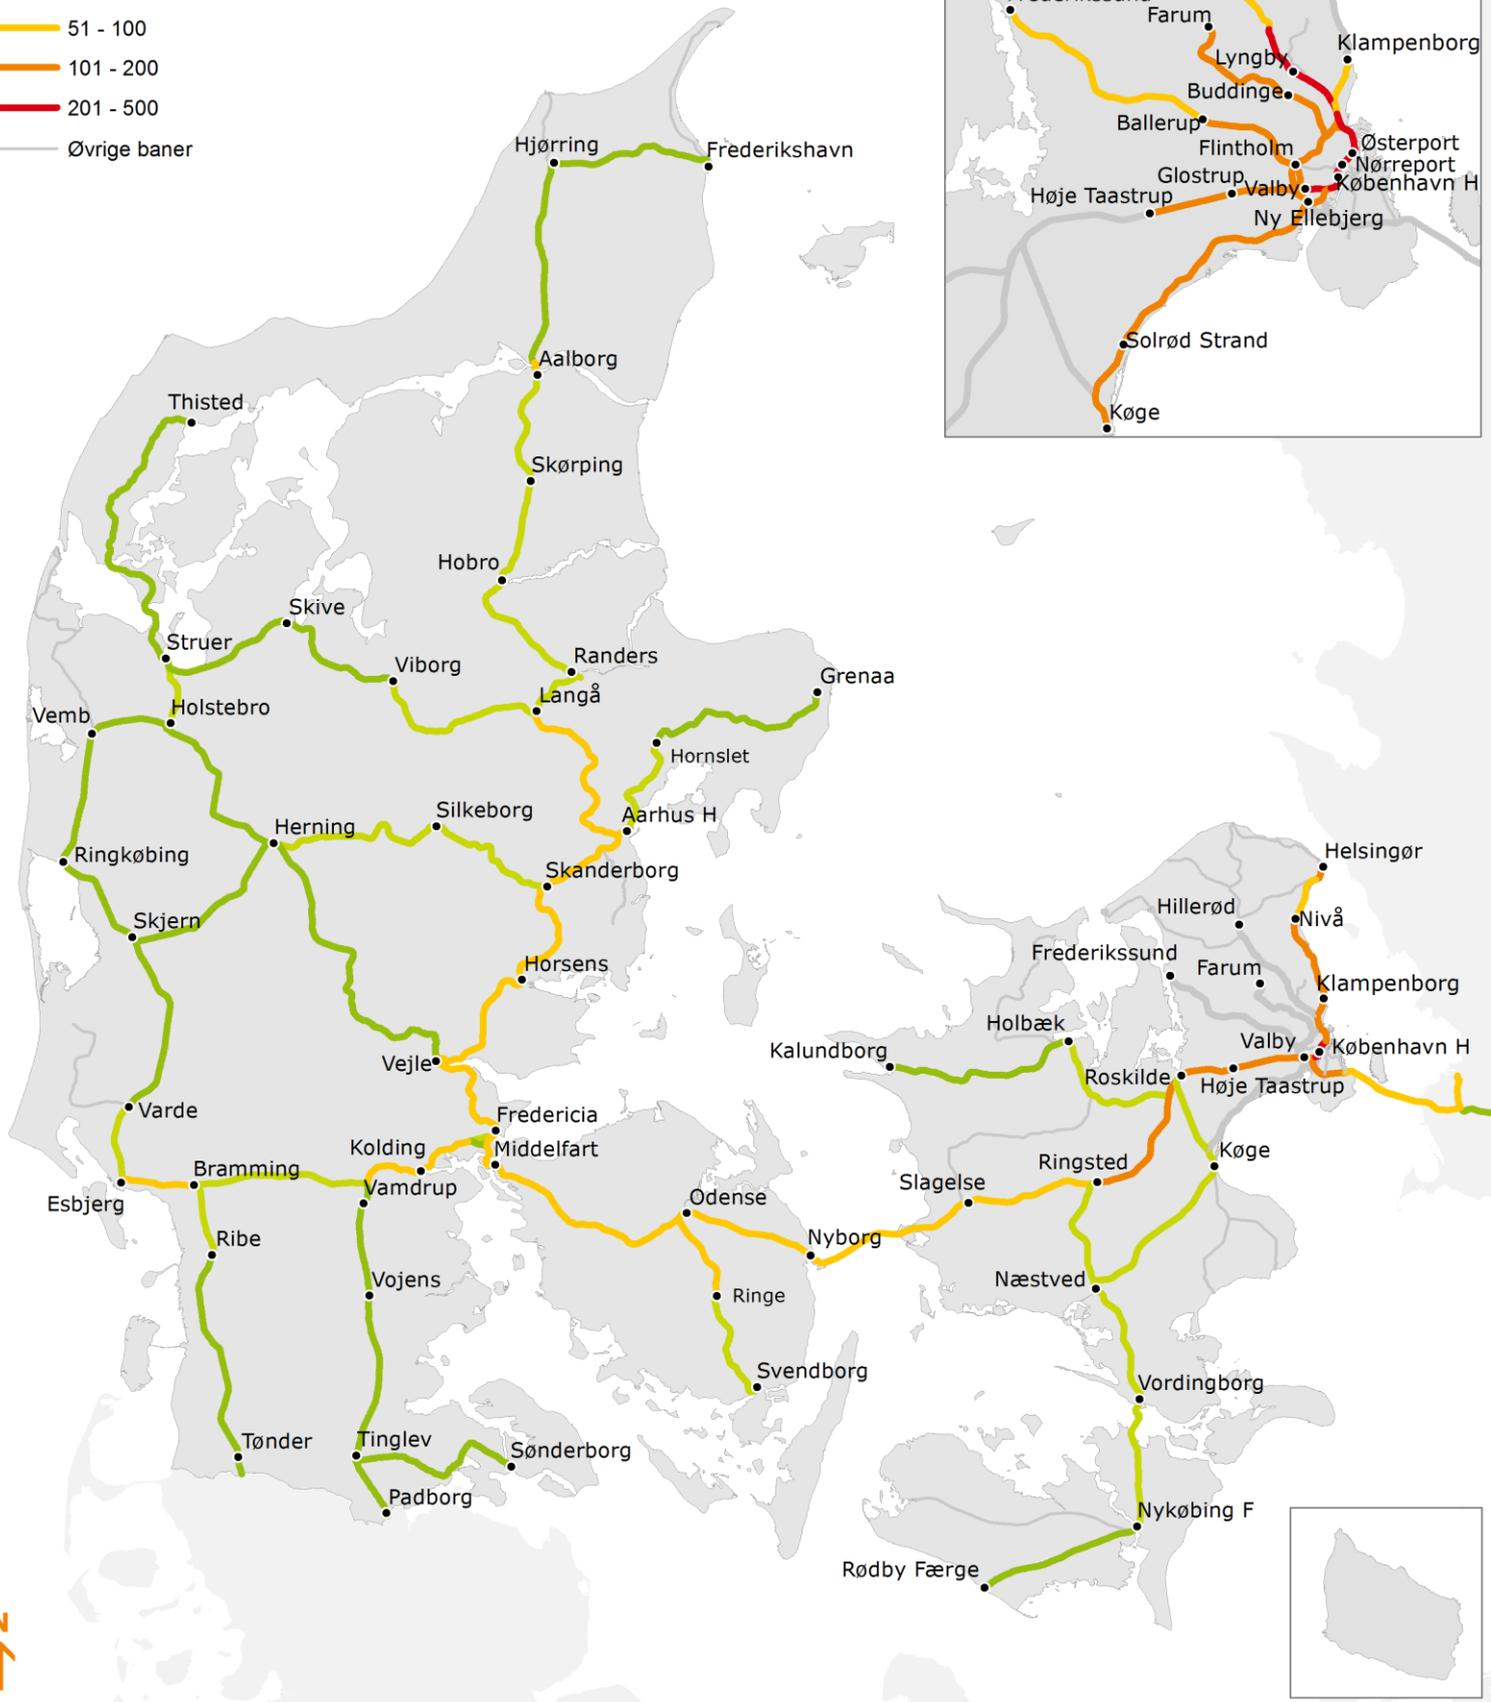 51 - 100
101 - 200
201 - 500
Øvrige baner
Farum
Klampenborg
Lyngby
Buddinge
Ballerup
Østerport
Flintholm
Nørreport
Glostrup
Valby
København H
Høje Taastrup
Ny Ellebjerg
Solrød Strand
Køge
Hjørring
Frederikshavn
Aalborg
Thisted
Skørping
Hobro
Skive
Struer
Viborg
Randers
Langå
Grenaa
Holstebro
Vemb
Hornslet
Silkeborg
Aarhus H
Herning
Ringkøbing
Skanderborg
Skjern
Horsens
Vejle
Varde
Fredericia
Kolding
Middelfart
Bramming
Vamdrup
Esbjerg
Ribe
Vojens
Odense
Nyborg
Ringe
Svendborg
Tønder
Tinglev
Sønderborg
Padborg
Helsingør
Hillerød
Nivå
Frederikssund
Farum
Klampenborg
Holbæk
Valby
København H
Kalundborg
Roskilde
Høje Taastrup
Ringsted
Køge
Slagelse
Næstved
Vordingborg
Nykøbing F
Rødby Færge